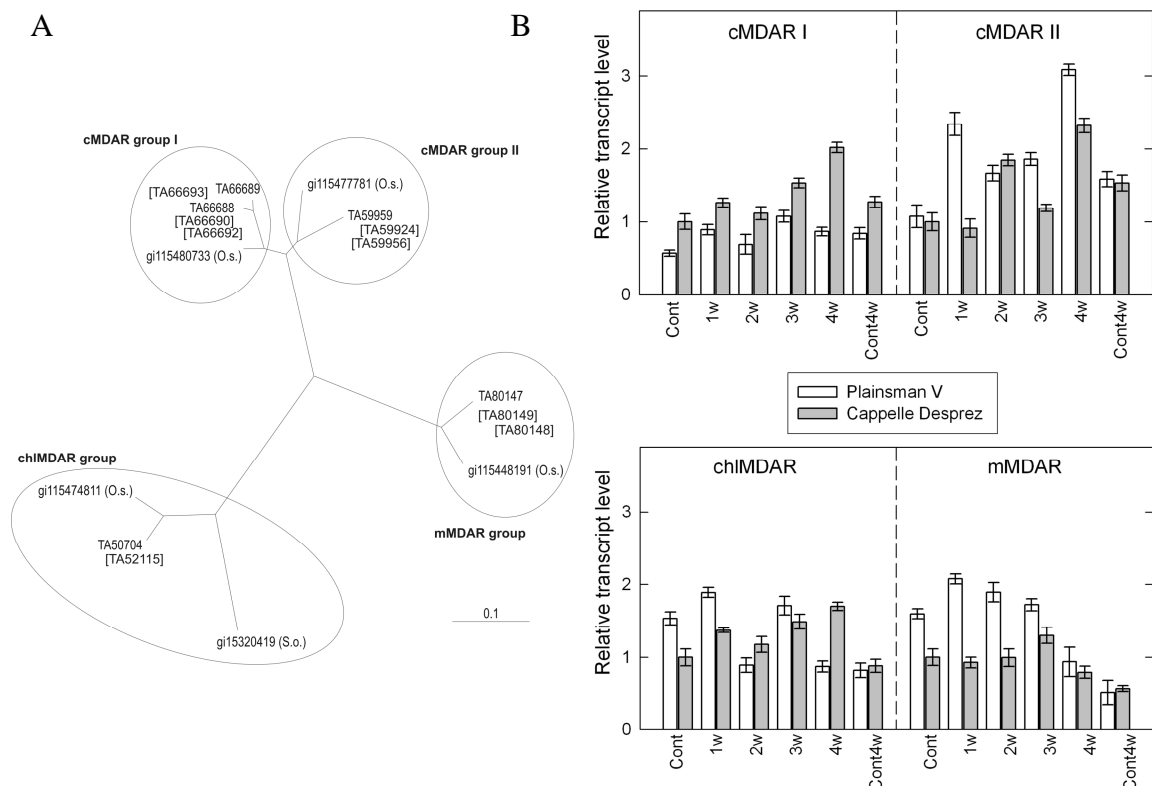 A
B
cMDAR group I
cMDAR group II
[TA66693] TA66689
TA66688
[TA66690]
[TA66692]
gi115480733 (O.s.)
gi115477781 (O.s.)
TA59959
[TA59924]
[TA59956]
TA80147
[TA80149]
[TA80148]
gi115448191 (O.s.)
mMDAR group
chlMDAR group
gi115474811 (O.s.)
TA50704
[TA52115]
gi15320419 (S.o.)
0.1
cMDAR I
cMDAR II
Relative transcript level
3
2
1
0
Cont 1w 2w 3w 4w Cont4w Cont 1w 2w 3w 4w Cont4w
Plainsman V
Cappelle Desprez
chlMDAR
mMDAR
Relative transcript level
3
2
1
0
Cont 1w 2w 3w 4w Cont4w Cont 1w 2w 3w 4w Cont4w